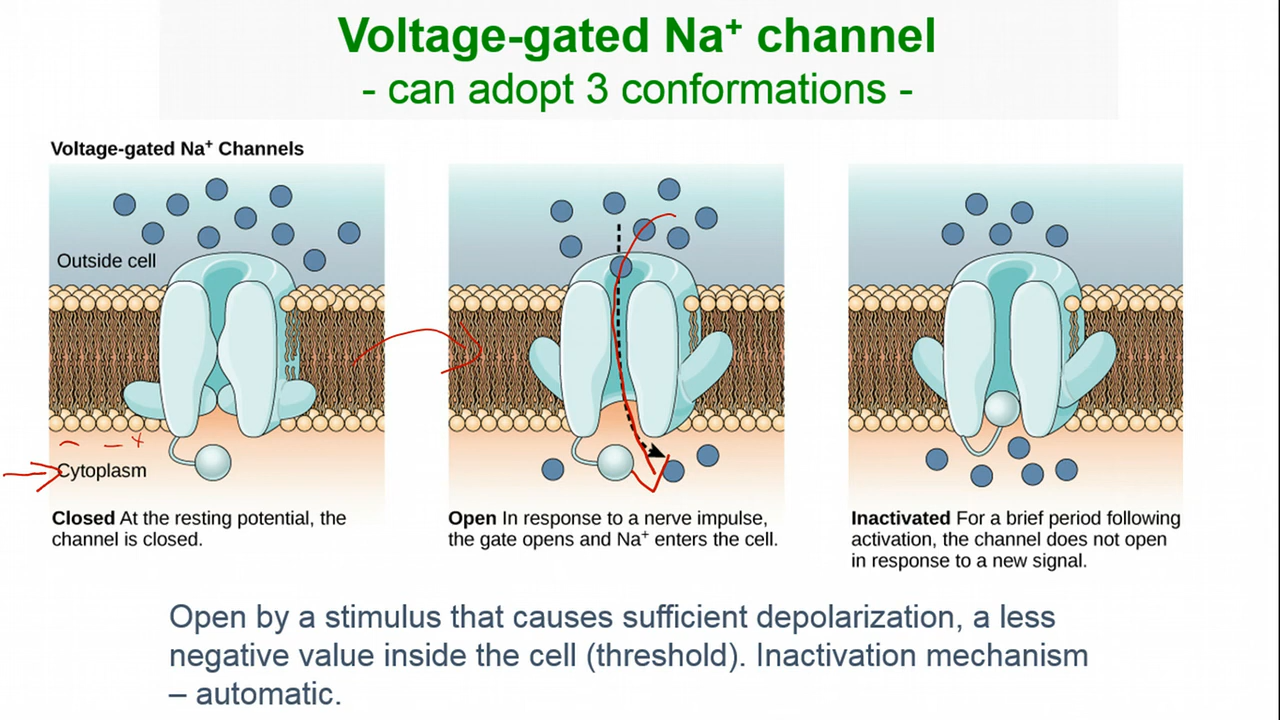 Voltage-gated Na⁺ channel
- can adopt 3 conformations -
Voltage-gated Na⁺ Channels
Outside cell
Cytoplasm
Closed At the resting potential, the
channel is closed.
Open In response to a nerve impulse,
the gate opens and Na⁺ enters the cell.
Inactivated For a brief period following
activation, the channel does not open
in response to a new signal.
Open by a stimulus that causes sufficient depolarization, a less
negative value inside the cell (threshold). Inactivation mechanism
– automatic.